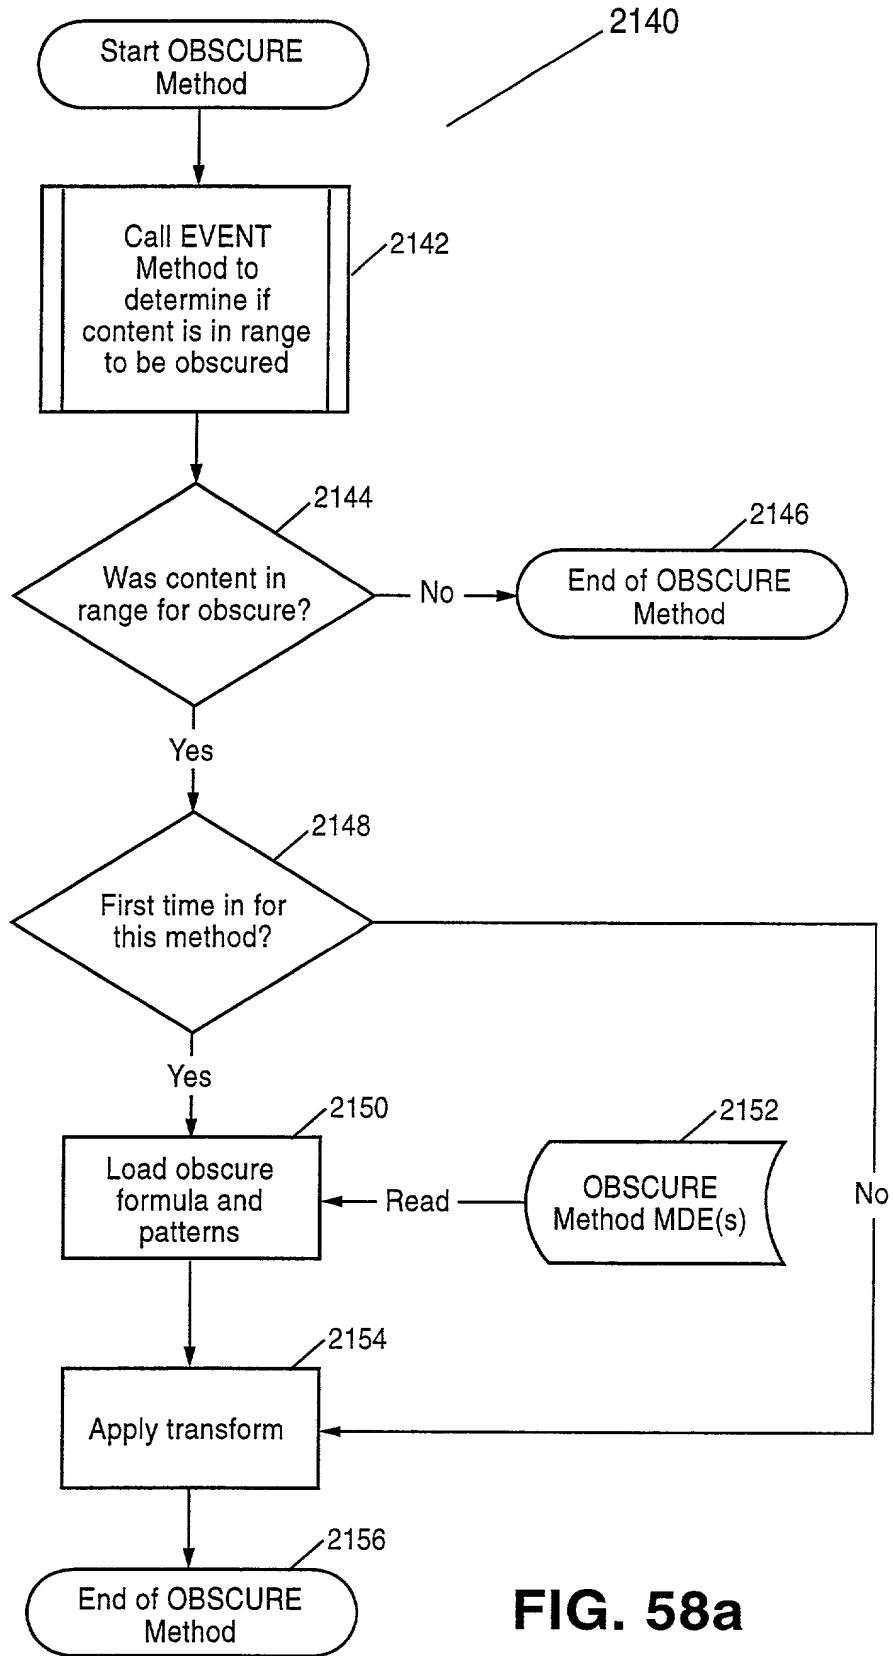 2140
Start OBSCURE
Method
Call EVENT
Method to
determine if
content is in range
to be obscured
2142
2144
Was content in
range for obscure?
No
2146
End of OBSCURE
Method
Yes
2148
First time in for
this method?
Yes
2150
Load obscure
formula and
patterns
Read
2152
OBSCURE
Method MDE(s)
No
2154
Apply transform
2156
End of OBSCURE
Method
FIG. 58a